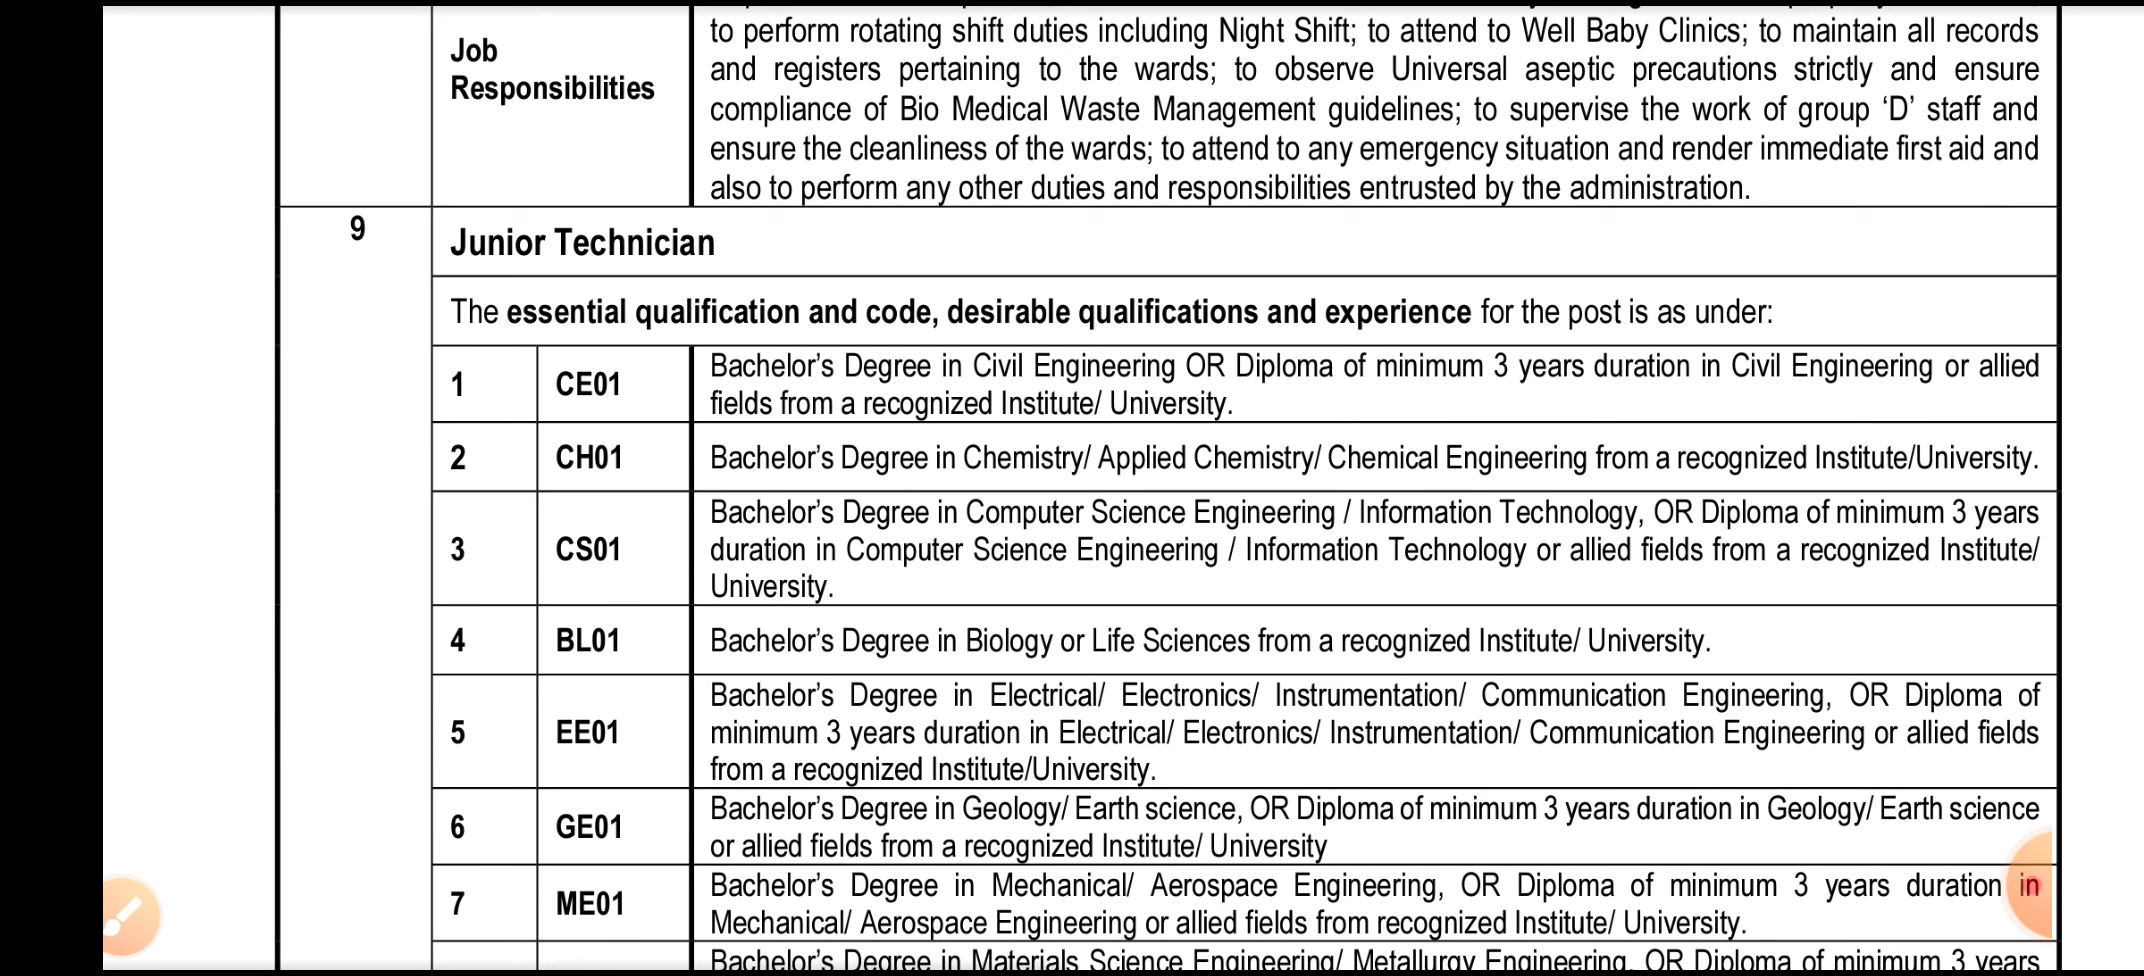 Job
Responsibilities
to perform rotating shift duties including Night Shift; to attend to Well Baby Clinics; to maintain all records
and registers pertaining to the wards; to observe Universal aseptic precautions strictly and ensure
compliance of Bio Medical Waste Management guidelines; to supervise the work of group ‘D’ staff and
ensure the cleanliness of the wards; to attend to any emergency situation and render immediate first aid and
also to perform any other duties and responsibilities entrusted by the administration.
9
Junior Technician
The essential qualification and code, desirable qualifications and experience for the post is as under:
1 CE01
Bachelor’s Degree in Civil Engineering OR Diploma of minimum 3 years duration in Civil Engineering or allied
fields from a recognized Institute/ University.
2 CH01 Bachelor’s Degree in Chemistry/ Applied Chemistry/ Chemical Engineering from a recognized Institute/University.
3 CS01
Bachelor’s Degree in Computer Science Engineering / Information Technology, OR Diploma of minimum 3 years
duration in Computer Science Engineering / Information Technology or allied fields from a recognized Institute/
University.
4 BL01 Bachelor’s Degree in Biology or Life Sciences from a recognized Institute/ University.
5 EE01
Bachelor’s Degree in Electrical/ Electronics/ Instrumentation/ Communication Engineering, OR Diploma of
minimum 3 years duration in Electrical/ Electronics/ Instrumentation/ Communication Engineering or allied fields
from a recognized Institute/University.
6 GE01
Bachelor’s Degree in Geology/ Earth science, OR Diploma of minimum 3 years duration in Geology/ Earth science
or allied fields from a recognized Institute/ University
7 ME01
Bachelor’s Degree in Mechanical/ Aerospace Engineering, OR Diploma of minimum 3 years duration in
Mechanical/ Aerospace Engineering or allied fields from recognized Institute/ University.
Bachelor’s Degree in Materials Science Engineering/ Metallurgy Engineering, OR Diploma of minimum 3 years